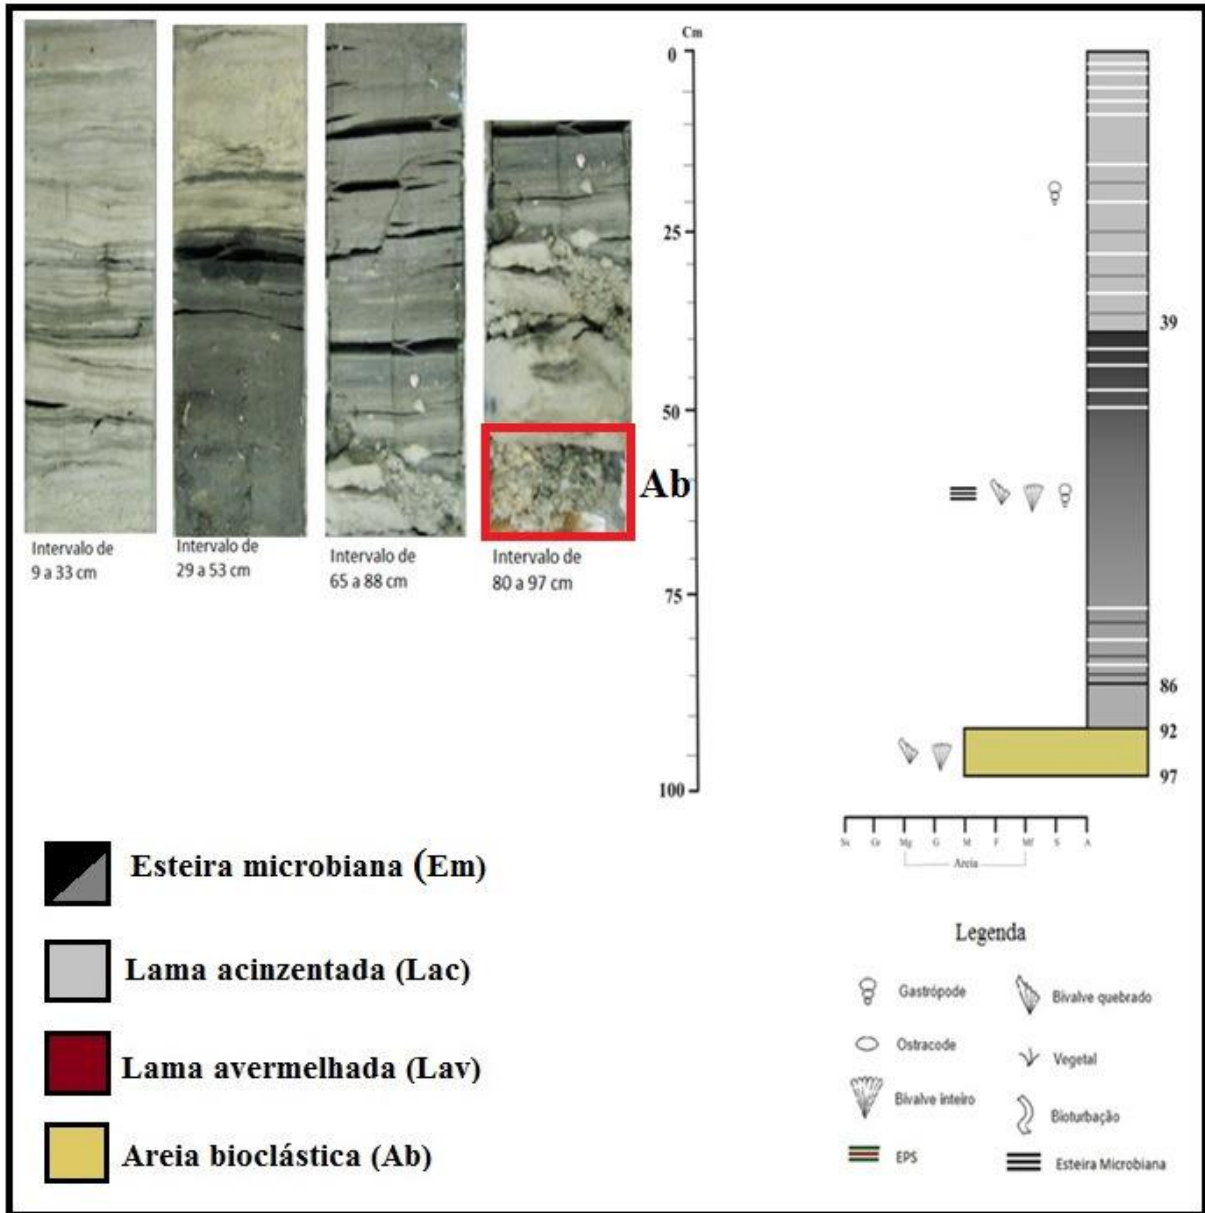 Intervalo de
9 a 33 cm
Intervalo de
29 a 53 cm
Intervalo de
65 a 88 cm
Intervalo de
80 a 97 cm
Ab
Cm
0
25
50
75
100
39
86
92
97
Mg G M F Mf S A
Areia
Esteira microbiana (Em)
Lama acinzentada (Lac)
Lama avermelhada (Lav)
Areia bioclástica (Ab)
Legenda
Gastrópode
Bivalve quebrado
Ostracode
Vegetal
Bivalve inteiro
Bioturbação
EPS
Esteira Microbiana